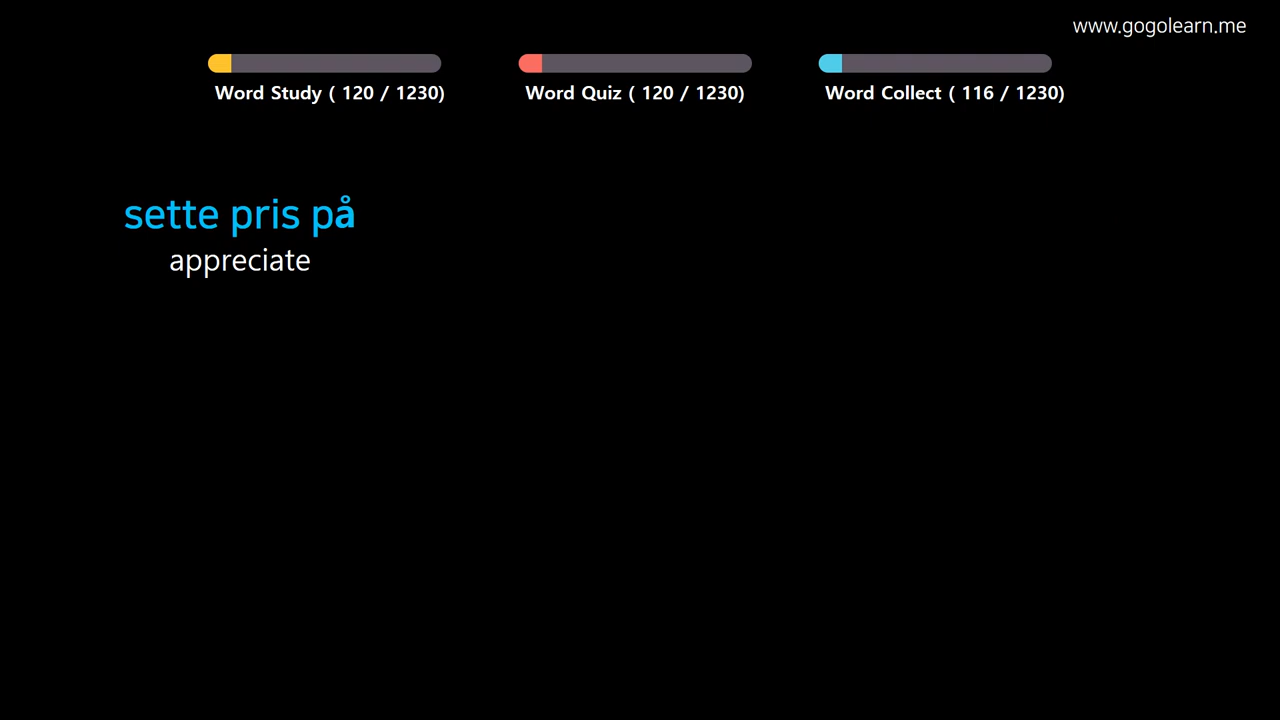 www.gogolearn.me
Word Study ( 120 / 1230)
Word Quiz ( 120 / 1230)
Word Collect ( 116 / 1230)
sette pris på
appreciate